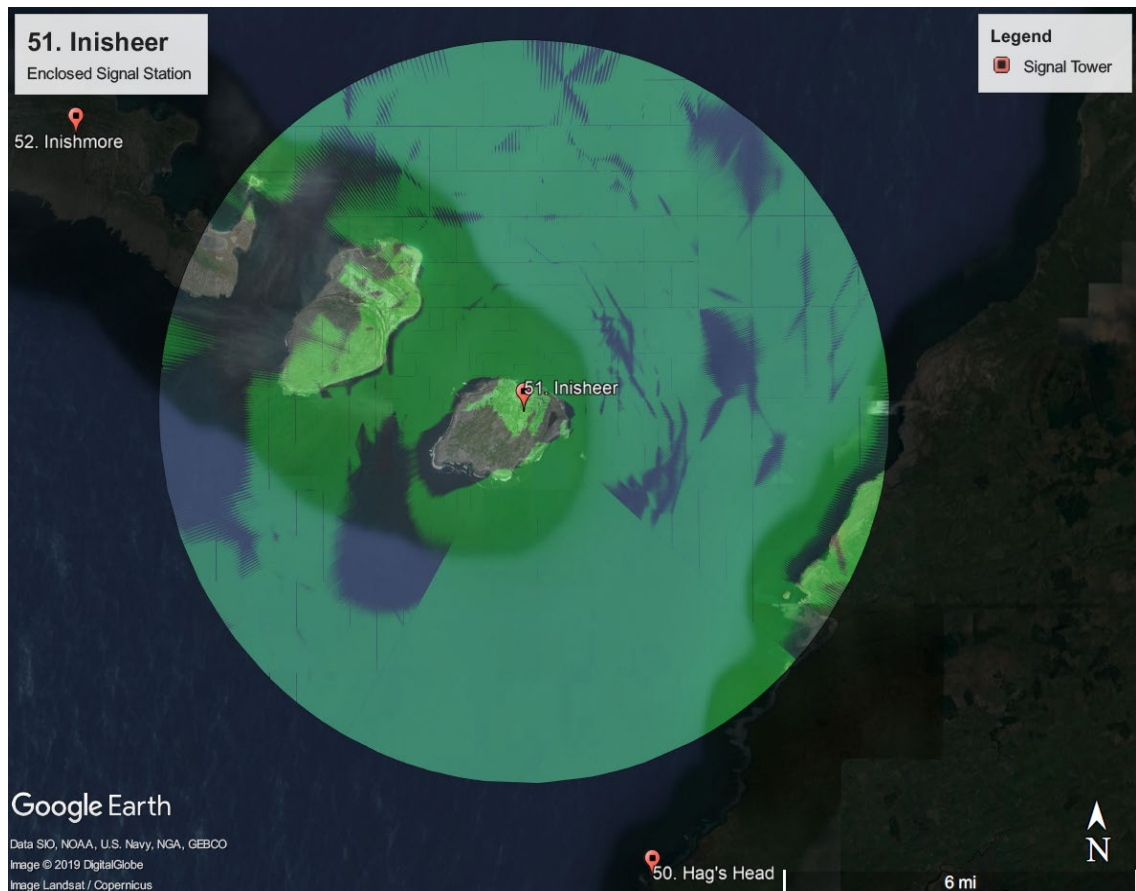 51. Inisheer
Enclosed Signal Station
Legend
Signal Tower
52. Inishmore
51. Inisheer
Google Earth
Data SIO, NOAA, U.S. Navy, NGA, GEBCO
Image © 2019 DigitalGlobe
Image Landsat / Copernicus
50. Hag's Head
N
6 mi